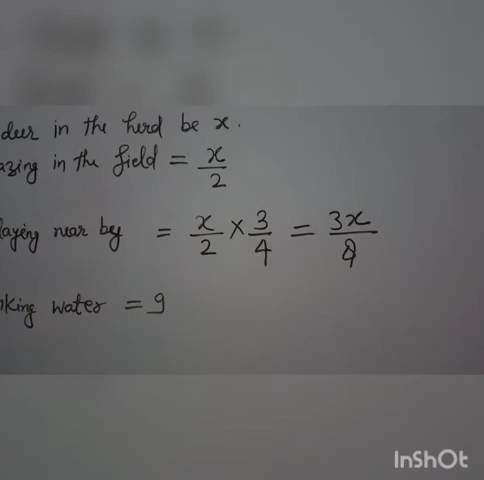 deer in the herd be x.
azing in the field = x/2
laying near by = x/2 × 3/4 = 3x/8
nking water = 9
InShOt